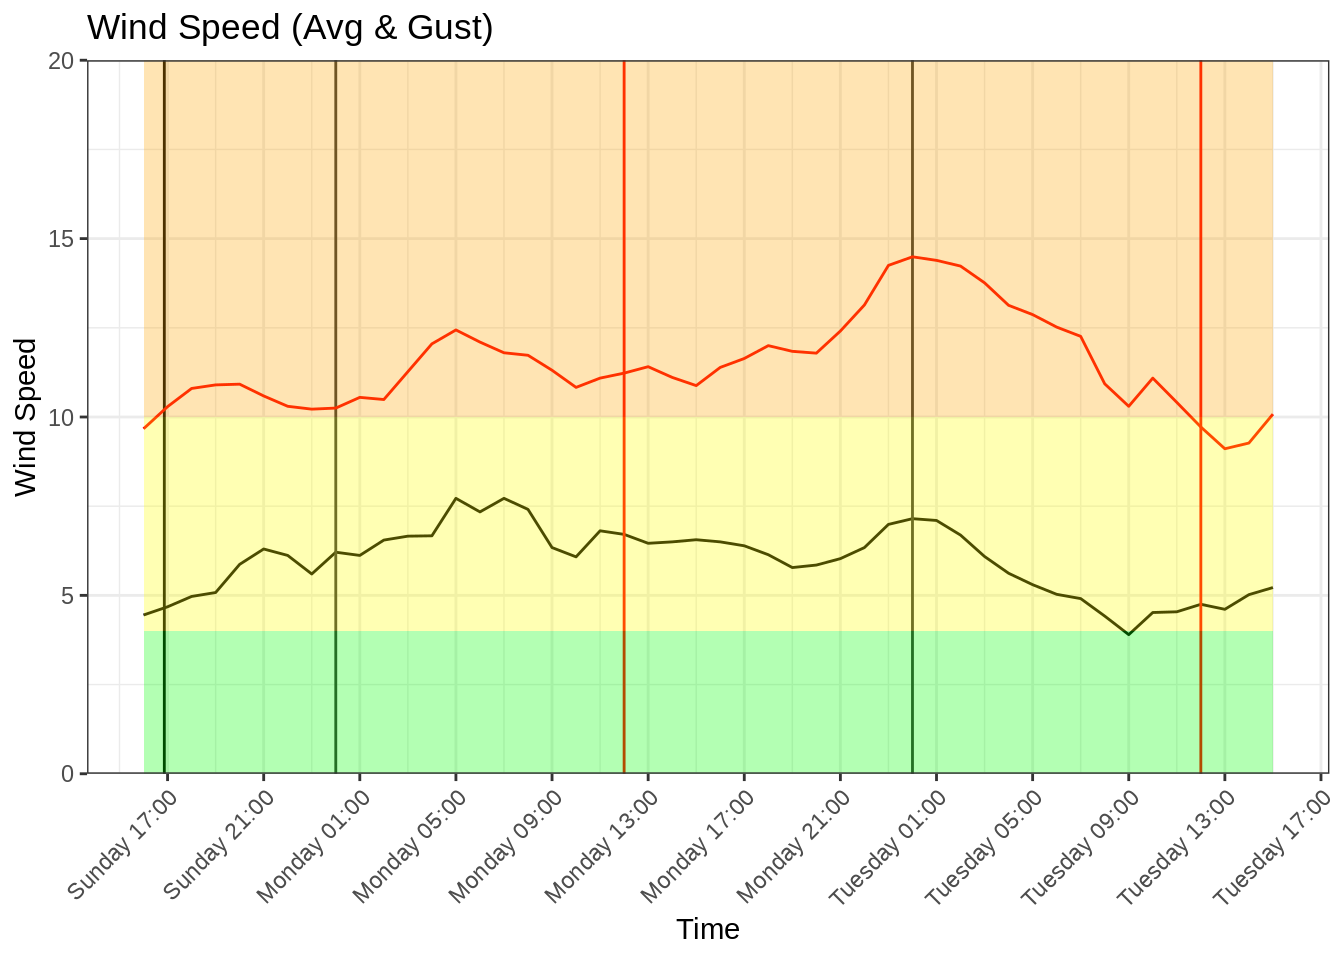 Wind Speed (Avg & Gust)
20
15
10
5
0
Wind Speed
Sunday 17:00
Sunday 21:00
Monday 01:00
Monday 05:00
Monday 09:00
Monday 13:00
Monday 17:00
Monday 21:00
Tuesday 01:00
Tuesday 05:00
Tuesday 09:00
Tuesday 13:00
Tuesday 17:00
Time